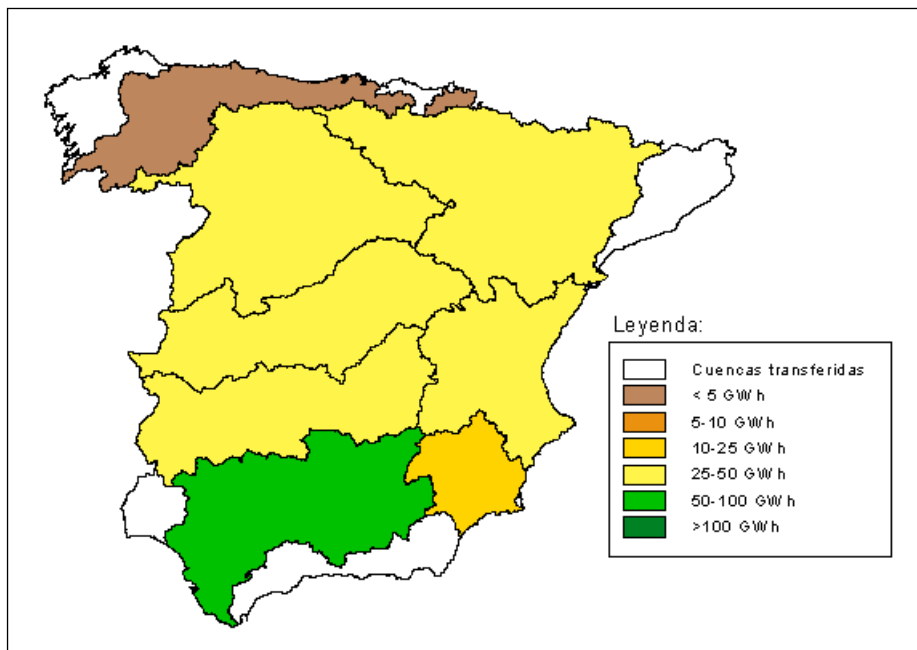 Leyenda:
Cuencas transferidas
< 5 GWh
5-10 GWh
10-25 GWh
25-50 GWh
50-100 GWh
>100 GWh